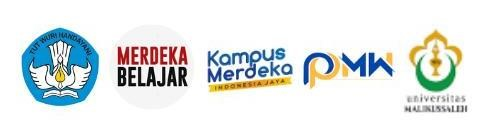 TUT WURI HANDAYANI
MERDEKA
BELAJAR
Kampus
Merdeka
INDONESIA JAYA
PMW
universitas
MALIKUSSALEH